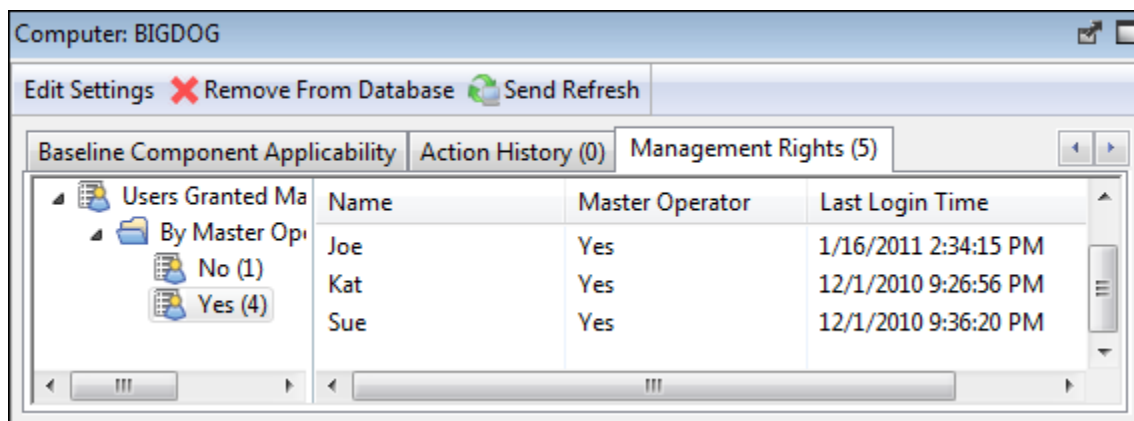 Computer: BIGDOG
Edit Settings Remove From Database Send Refresh
Baseline Component Applicability Action History (0) Management Rights (5)
Users Granted Ma
By Master Ope
No (1)
Yes (4)
Name Master Operator Last Login Time
Joe Yes 1/16/2011 2:34:15 PM
Kat Yes 12/1/2010 9:26:56 PM
Sue Yes 12/1/2010 9:36:20 PM